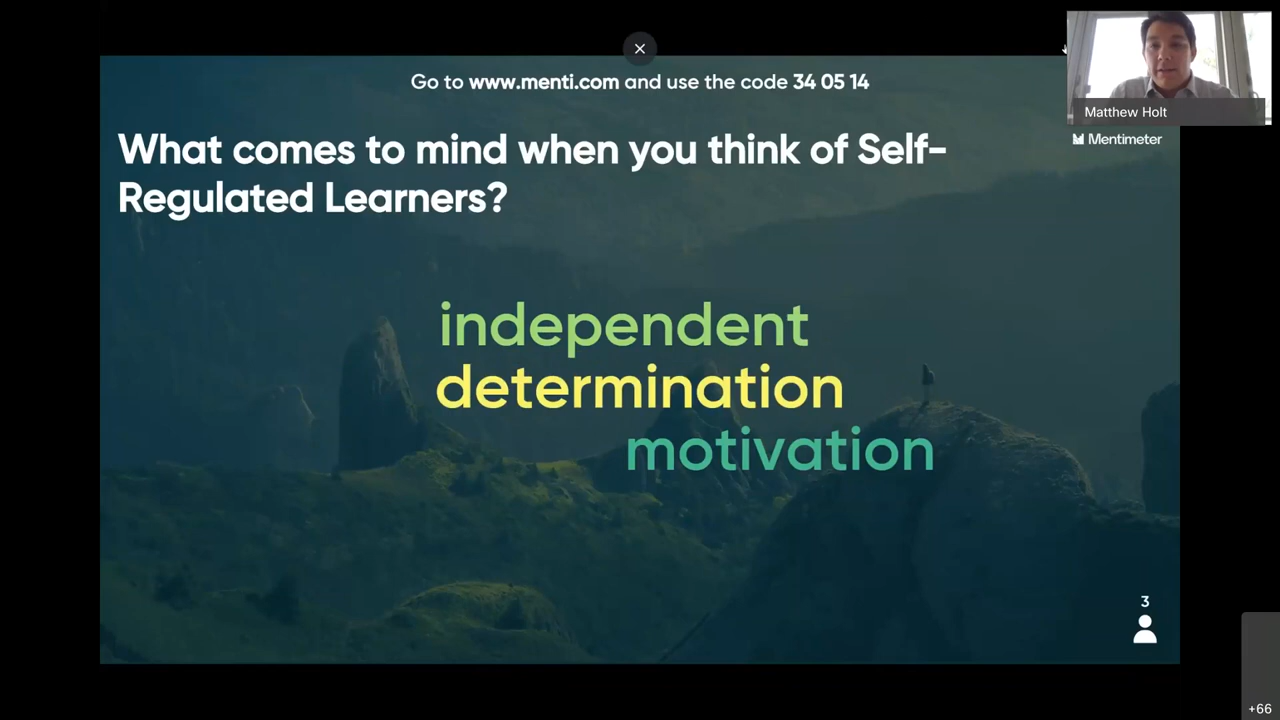 Go to www.menti.com and use the code 34 05 14
Matthew Holt
Mentimeter
What comes to mind when you think of Self-
Regulated Learners?
independent
determination
motivation
3
+66